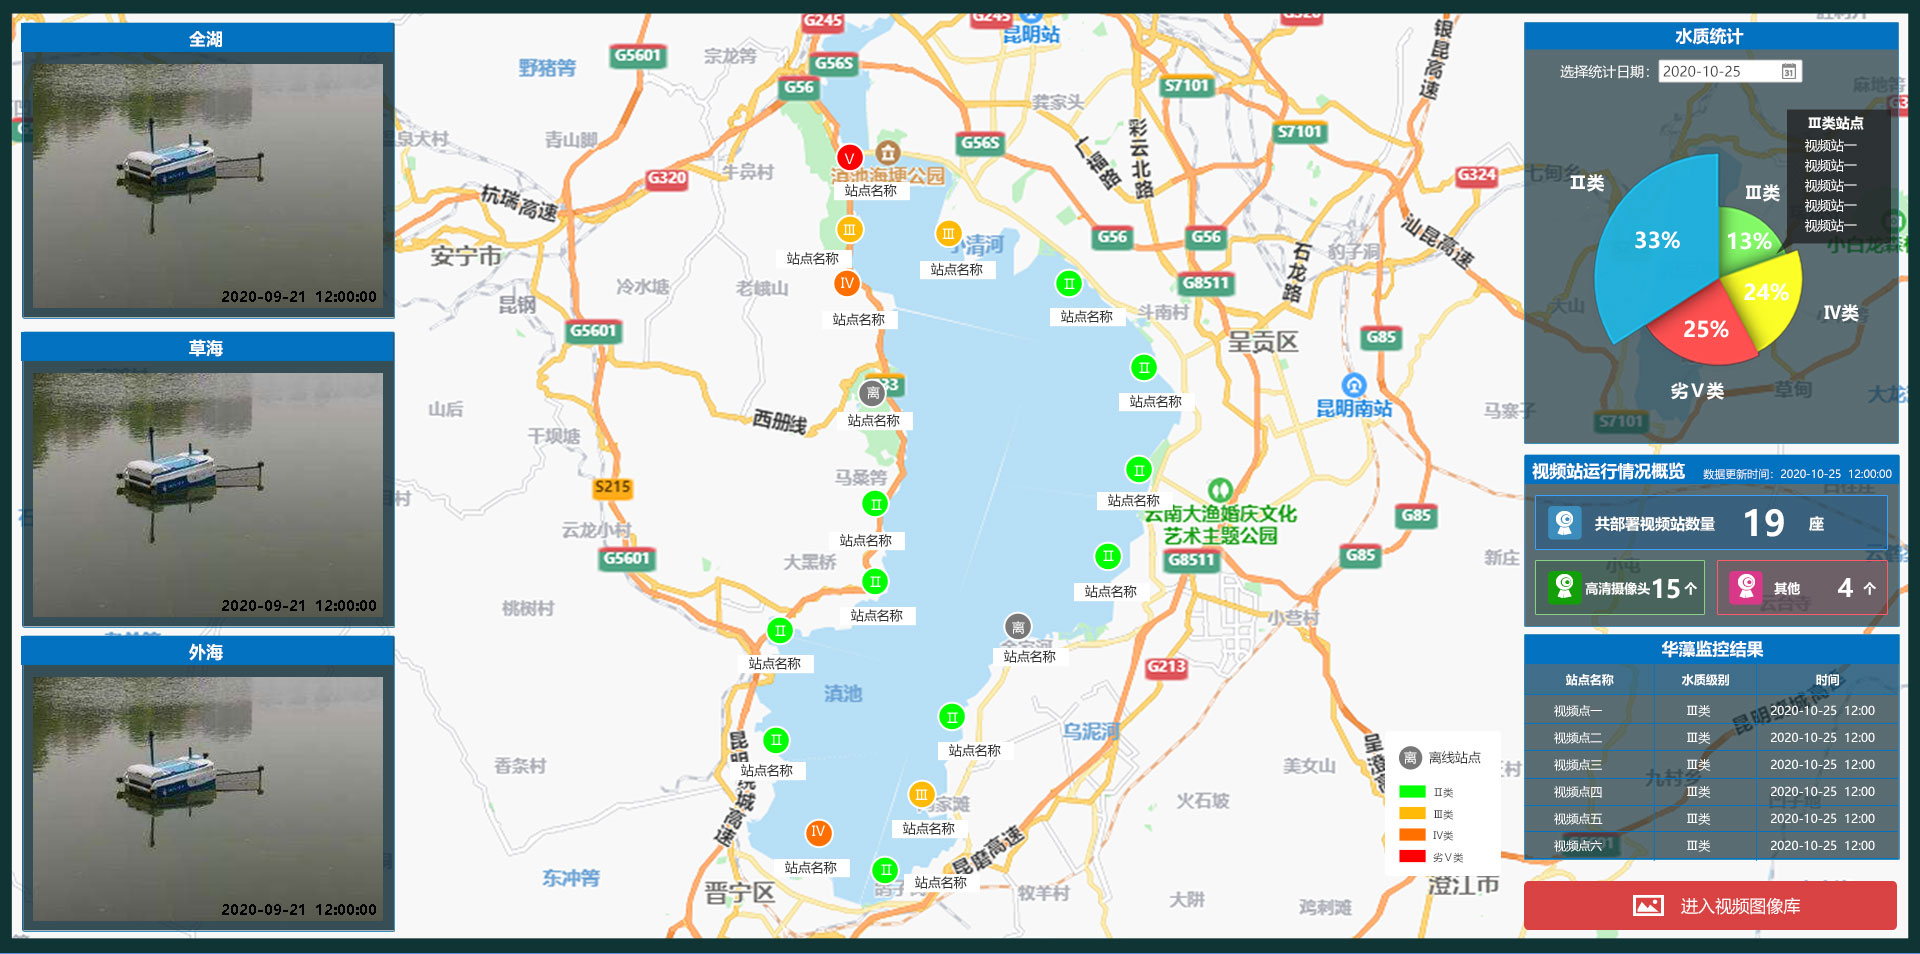 全湖
2020-09-21 12:00:00
草海
2020-09-21 12:00:00
外海
2020-09-21 12:00:00
G245
G245
昆明站
G5601
宗龙箐
野猪箐
G56S
G56
银昆高速
S7101
龚家头
青山脚
G56S
彩云北路
广福路
S7101
V
滇池海埂公园
站点名称
牛鼻村
G320
G324
杭瑞高速
III
站点名称
III
小清河
站点名称
G56
G56
汕昆高速
安宁市
石龙路
豹子洞
IV
站点名称
II
站点名称
G8511
冷水塘
老峨山
昆钢
斗南村
G5601
呈贡区
G85
II
站点名称
离
站点名称
昆明南站
山后
西册线
马寨子
干坝塘
II
站点名称
马桑箐
S215
II
站点名称
云南大渔婚庆文化
艺术主题公园
G85
云龙小村
G5601
大黑桥
II
站点名称
G8511
G85
新庄
II
站点名称
桃树村
小营村
II
站点名称
离
站点名称
G213
滇池
II
站点名称
乌泥河
II
站点名称
昆明绕城高速
香条村
美女山
III
站点名称
火石坡
IV
站点名称
昆磨高速
II
站点名称
东冲箐
晋宁区
牧羊村
大阱
鸡刺滩
澄江市
离 离线站点
II类
III类
IV类
劣V类
水质统计
选择统计日期：
2020-10-25
31
III类站点
视频站一
视频站一
视频站一
视频站一
视频站一
II类
III类
33%
13%
24%
25%
IV类
劣V类
草甸
S7101
视频站运行情况概览
数据更新时间：2020-10-25 12:00:00
共部署视频站数量 19 座
高清摄像头 15 个
其他 4 个
华藻监控结果
站点名称 水质级别 时间
视频点一 III类 2020-10-25 12:00
视频点二 III类 2020-10-25 12:00
视频点三 III类 2020-10-25 12:00
视频点四 III类 2020-10-25 12:00
视频点五 III类 2020-10-25 12:00
视频点六 III类 2020-10-25 12:00
进入视频图像库